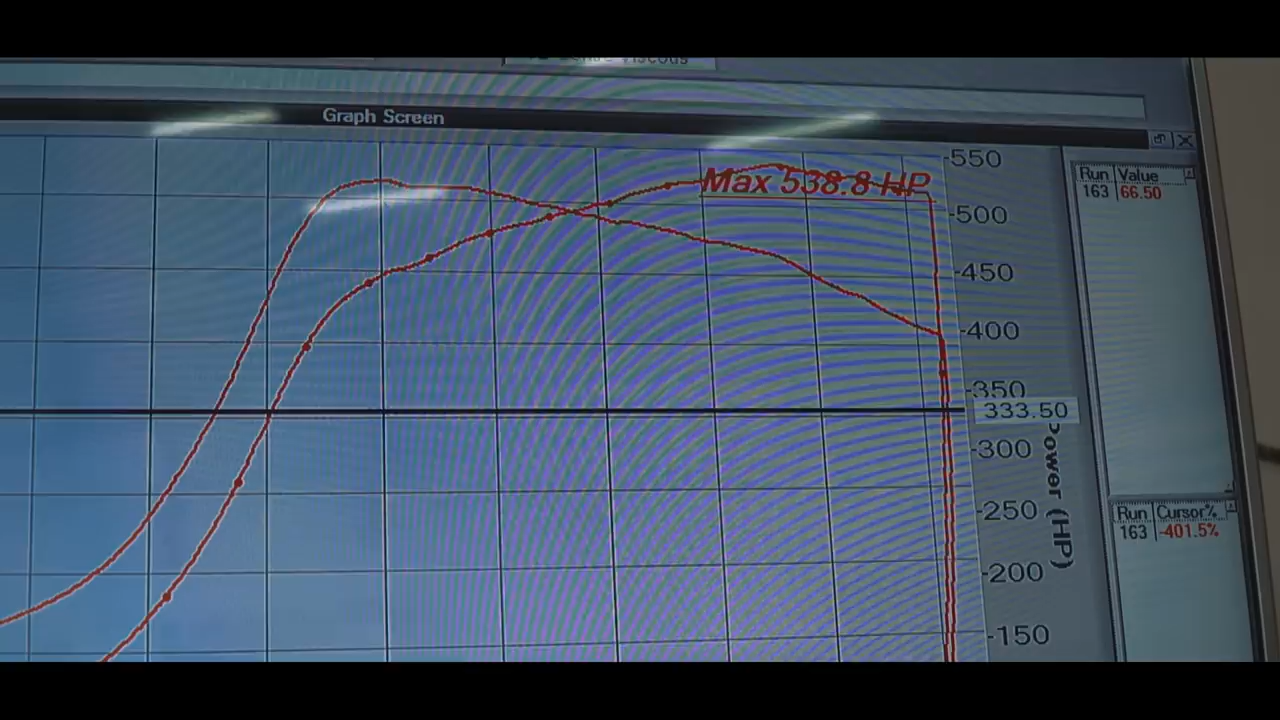 Graph Screen
Max 538.8 HP
-550
-500
-450
-400
-350
333.50
-300
-250
-200
-150
Power (HP)
Run Value
163 66.50
Run Cursor%
163 -401.5%